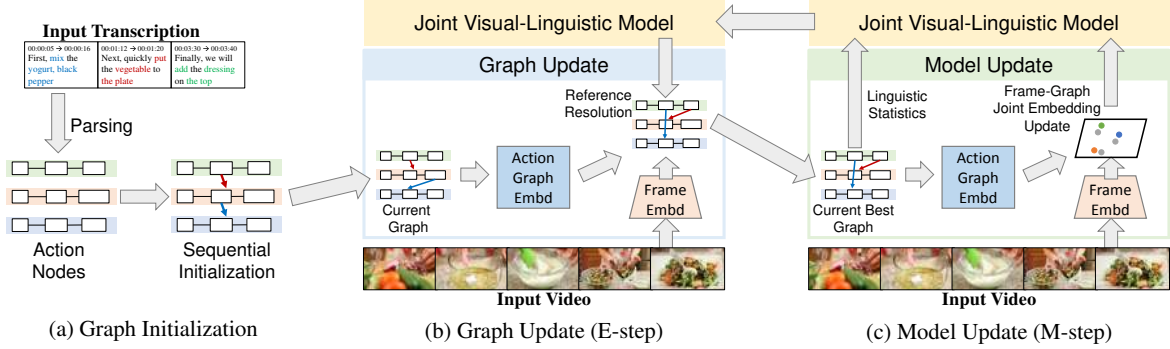 Input Transcription
00:00:05 → 00:00:16
First, mix the
yogurt, black
pepper
00:01:12 → 00:01:20
Next, quickly put
the vegetable to
the plate
00:03:30 → 00:03:40
Finally, we will
add the dressing
on the top
Parsing
Action
Nodes
Sequential
Initialization
(a) Graph Initialization
Joint Visual-Linguistic Model
Graph Update
Reference
Resolution
Current
Graph
Action
Graph
Embd
Frame
Embd
Input Video
(b) Graph Update (E-step)
Joint Visual-Linguistic Model
Model Update
Linguistic
Statistics
Frame-Graph
Joint Embedding
Update
Current Best
Graph
Action
Graph
Embd
Frame
Embd
Input Video
(c) Model Update (M-step)